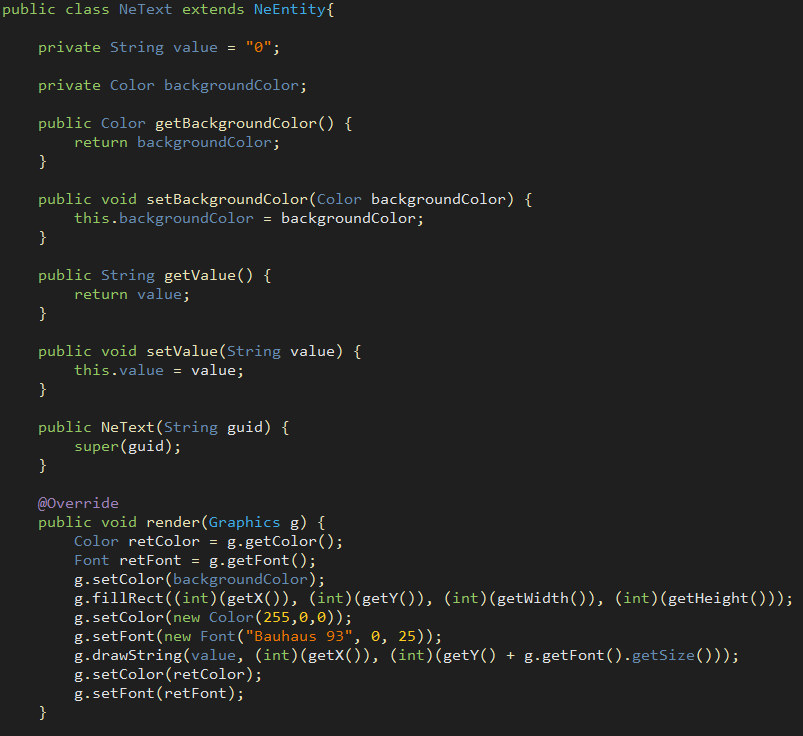 public class NeText extends NeEntity{
private String value = "0";
private Color backgroundColor;
public Color getBackgroundColor() {
return backgroundColor;
}
public void setBackgroundColor(Color backgroundColor) {
this.backgroundColor = backgroundColor;
}
public String getValue() {
return value;
}
public void setValue(String value) {
this.value = value;
}
public NeText(String guid) {
super(guid);
}
@Override
public void render(Graphics g) {
Color retColor = g.getColor();
Font retFont = g.getFont();
g.setColor(backgroundColor);
g.fillRect((int)(getX()), (int)(getY()), (int)(getWidth()), (int)(getHeight()));
g.setColor(new Color(255,0,0));
g.setFont(new Font("Bauhaus 93", 0, 25));
g.drawString(value, (int)(getX()), (int)(getY() + g.getFont().getSize()));
g.setColor(retColor);
g.setFont(retFont);
}